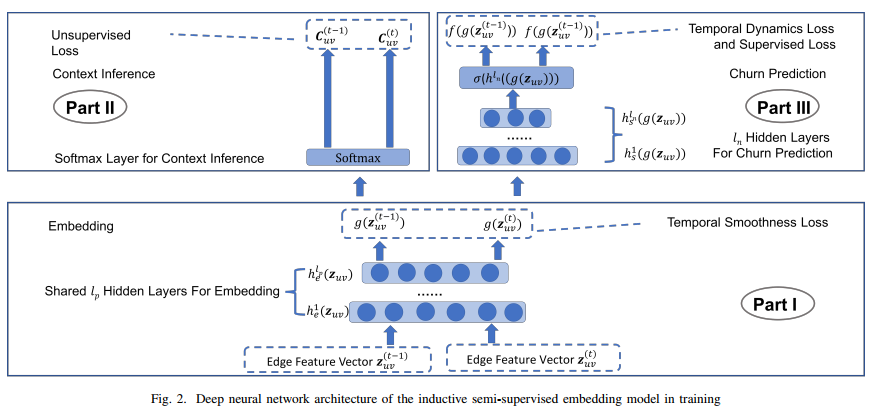 Unsupervised
Loss
Context Inference
Part II
Softmax Layer for Context Inference
C_{uv}^{(t-1)} C_{uv}^{(t)}
Softmax
f(g(z_{uv}^{(t-1)})) f(g(z_{uv}^{(t-1)}))
σ(h^{l_n}((g(z_{uv})))
......
h_s^{l_n}(g(z_{uv}))
h_s^1(g(z_{uv}))
Temporal Dynamics Loss
and Supervised Loss
Churn Prediction
Part III
l_n Hidden Layers
For Churn Prediction
Embedding
g(z_{uv}^{(t-1)}) g(z_{uv}^{(t)})
Temporal Smoothness Loss
Shared l_p Hidden Layers For Embedding
h_e^{l_p}(z_{uv})
......
h_e^1(z_{uv})
Part I
Edge Feature Vector z_{uv}^{(t-1)}
Edge Feature Vector z_{uv}^{(t)}
Fig. 2. Deep neural network architecture of the inductive semi-supervised embedding model in training